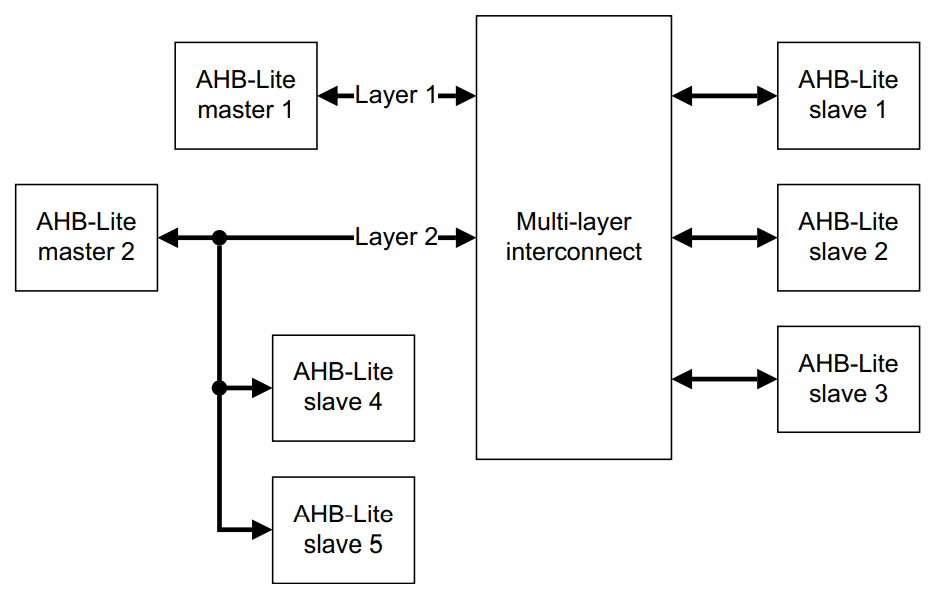 AHB-Lite
master 1
Layer 1
AHB-Lite
slave 1
AHB-Lite
master 2
Layer 2
Multi-layer
interconnect
AHB-Lite
slave 2
AHB-Lite
slave 4
AHB-Lite
slave 3
AHB-Lite
slave 5